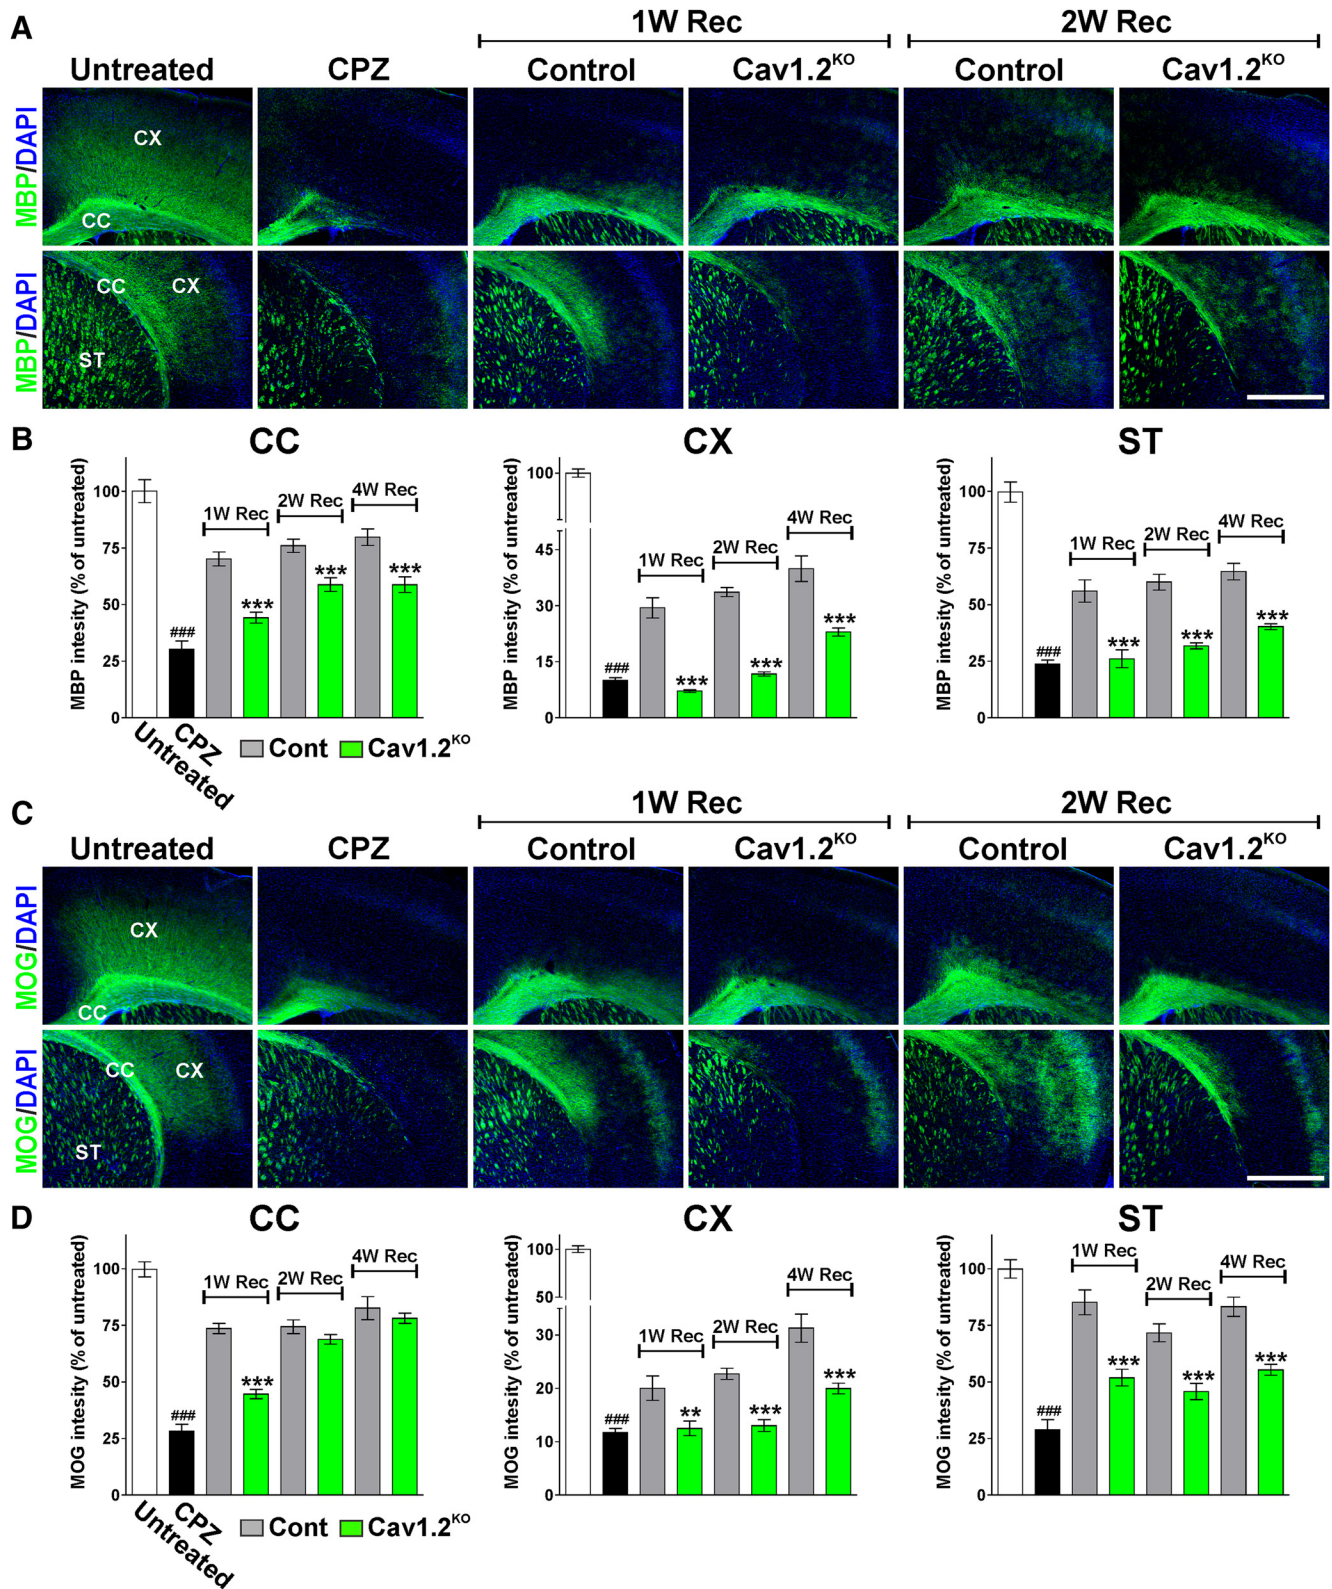 A
1W Rec
2W Rec
Untreated
CPZ
Control
Cav1.2KO
Control
Cav1.2KO
MBP/DAPI
CX
CC
MBP/DAPI
CC
CX
ST
B
CC
CX
ST
MBP intesity (% of untreated)
100
75
50
25
0
###
1W Rec
***
2W Rec
***
4W Rec
***
Untreated
CPZ
MBP intesity (% of untreated)
100
45
30
15
0
###
1W Rec
***
2W Rec
***
4W Rec
***
MBP intesity (% of untreated)
100
75
50
25
0
###
1W Rec
***
2W Rec
***
4W Rec
***
Cont
Cav1.2KO
C
1W Rec
2W Rec
Untreated
CPZ
Control
Cav1.2KO
Control
Cav1.2KO
MOG/DAPI
CX
CC
MOG/DAPI
CC
CX
ST
D
CC
CX
ST
MOG intesity (% of untreated)
100
75
50
25
0
###
1W Rec
***
2W Rec
4W Rec
Untreated
CPZ
MOG intesity (% of untreated)
100
50
30
20
10
0
###
1W Rec
**
2W Rec
***
4W Rec
***
MOG intesity (% of untreated)
100
75
50
25
0
###
1W Rec
***
2W Rec
***
4W Rec
***
Cont
Cav1.2KO